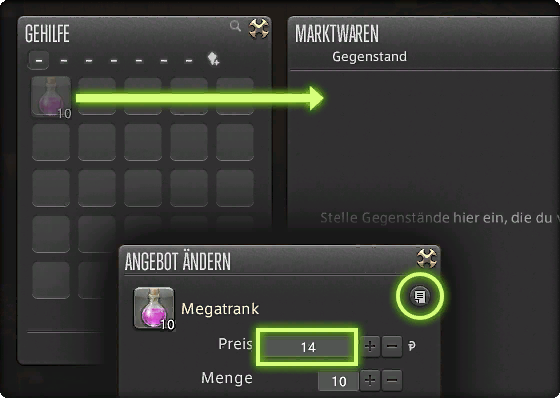 GEHILFE
MARKTWAREN
Gegenstand
10
Stelle Gegenstände hier ein, die du v
ANGEBOT ÄNDERN
10
Megatrank
Preis 14
Menge 10